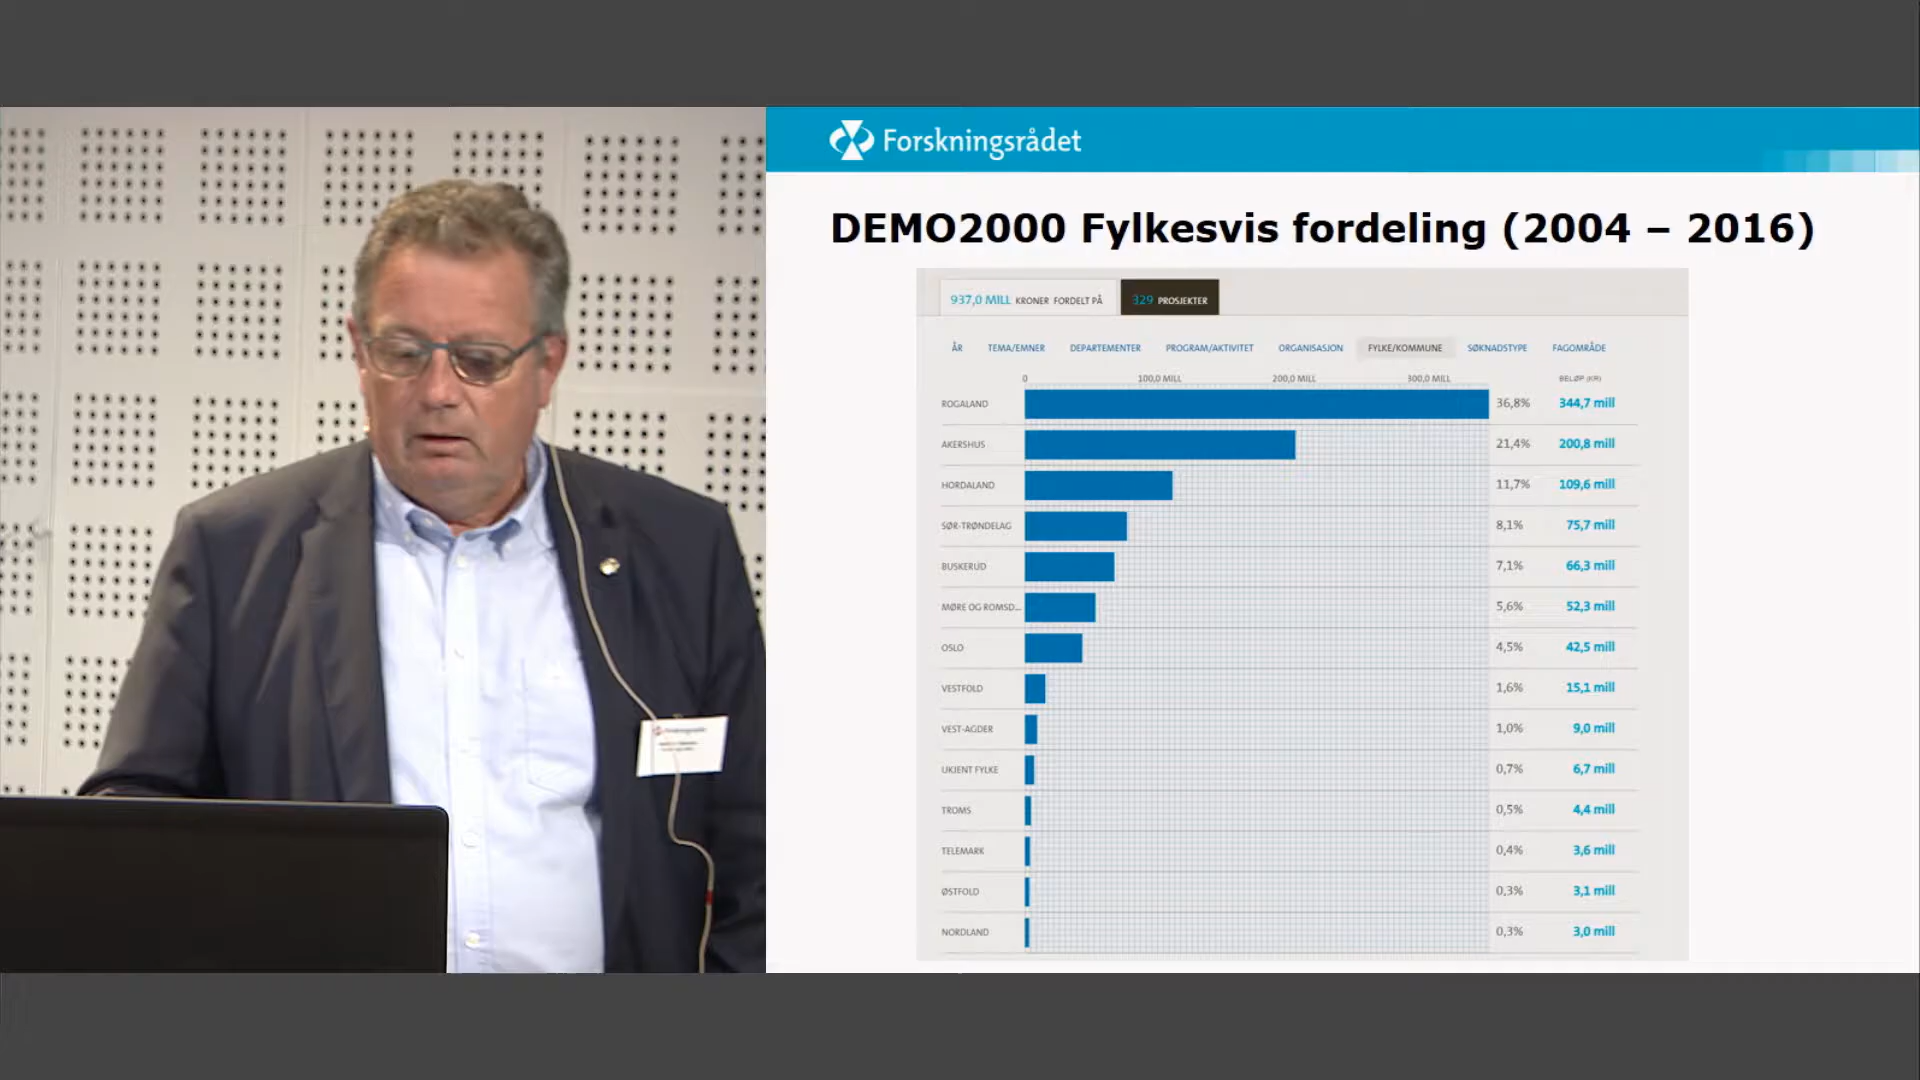 Forskningsrådet
DEMO2000 Fylkesvis fordeling (2004 – 2016)
937,0 MILL KRONER FORDELT PÅ 329 PROSJEKTER
ÅR TEMA/EMNER DEPARTEMENTER PROGRAM/AKTIVITET ORGANISASJON FYLKE/KOMMUNE SØKNADSTYPE FAGOMRÅDE
0 100,0 MILL 200,0 MILL 300,0 MILL BELØP (KR)
ROGALAND 36,8% 344,7 mill
AKERSHUS 21,4% 200,8 mill
HORDALAND 11,7% 109,6 mill
SØR-TRØNDELAG 8,1% 75,7 mill
BUSKERUD 7,1% 66,3 mill
MØRE OG ROMSD... 5,6% 52,3 mill
OSLO 4,5% 42,5 mill
VESTFOLD 1,6% 15,1 mill
VEST-AGDER 1,0% 9,0 mill
UKJENT FYLKE 0,7% 6,7 mill
TROMS 0,5% 4,4 mill
TELEMARK 0,4% 3,6 mill
ØSTFOLD 0,3% 3,1 mill
NORDLAND 0,3% 3,0 mill